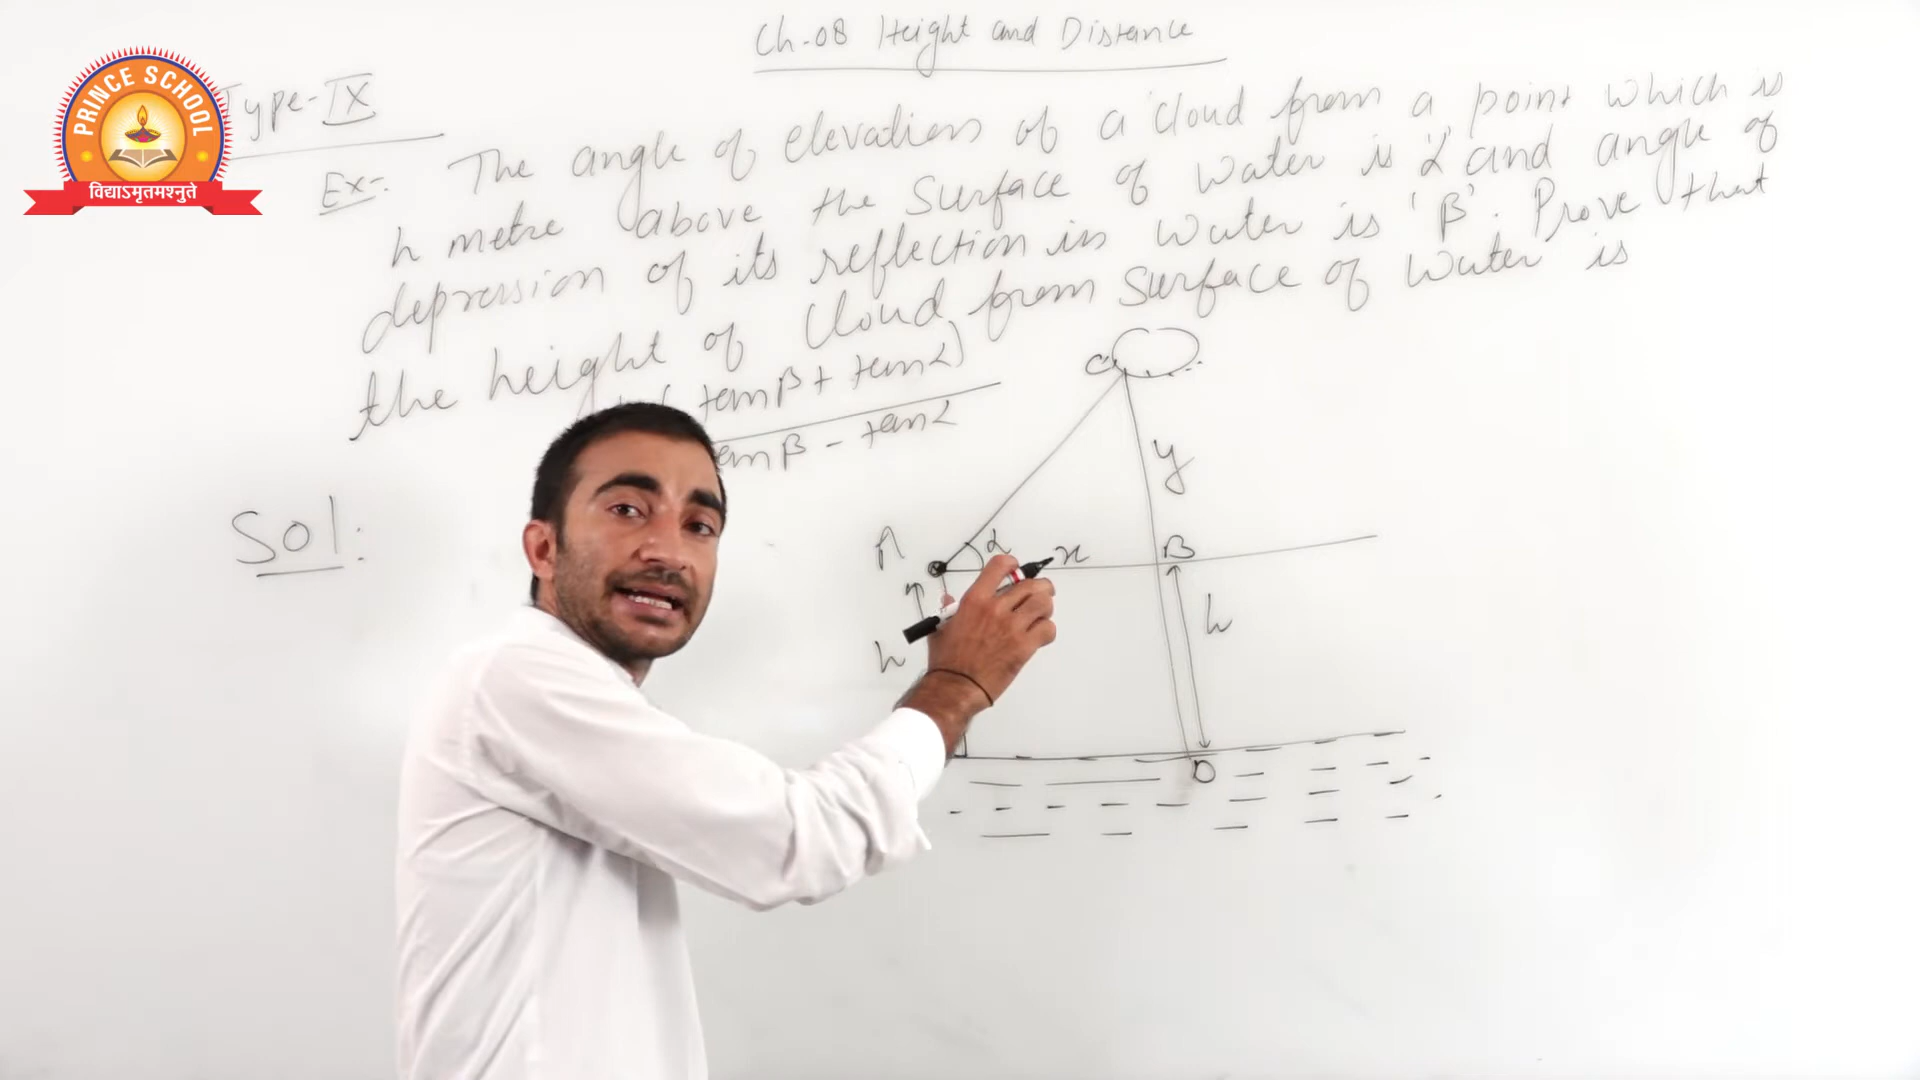 Ch-08 Height and Distance
PRINCE SCHOOL
विद्याऽमृतमश्नुते
Type-IX
Ex-: The angle of elevation of a cloud from a point which is
h metre above the surface of water is 'α' and angle of
depression of its reflection in water is 'β'. Prove that
the height of cloud from surface of water is
tanβ + tanα)
tanβ - tanα
Sol:
C
y
A
α
x
B
h
h
D